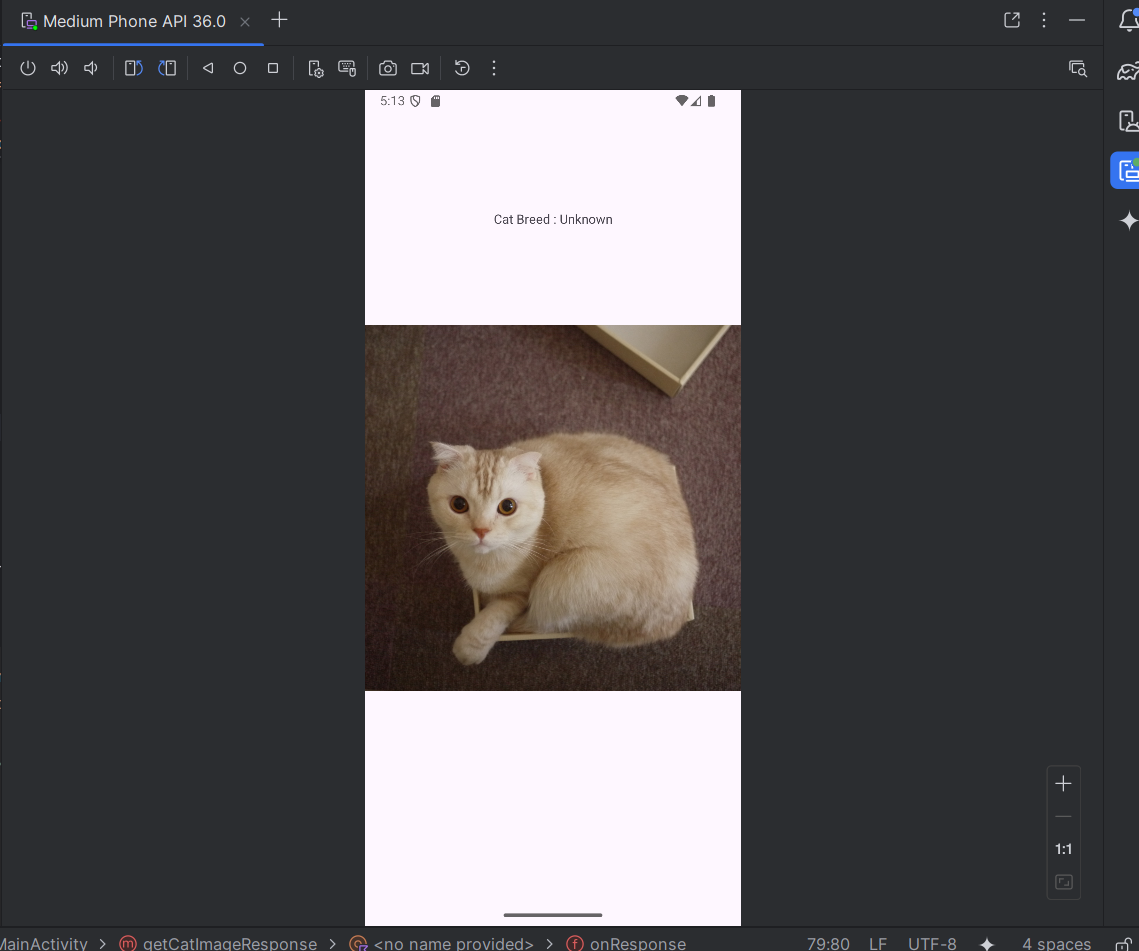 Medium Phone API 36.0
5:13
Cat Breed : Unknown
1:1
MainActivity > getCatImageResponse > <no name provided> > onResponse 79:80 LF UTF-8 4 spaces